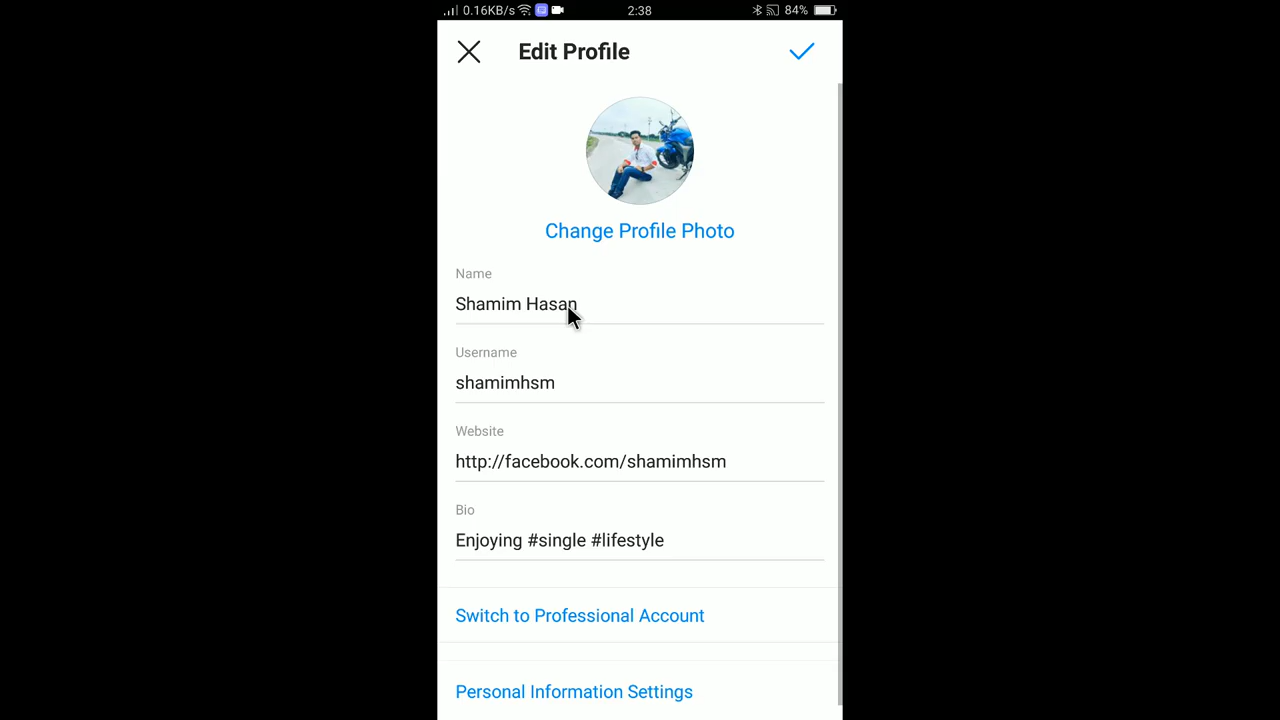 0.16KB/s 2:38 84%
Edit Profile
Change Profile Photo
Name
Shamim Hasan
Username
shamimhsm
Website
http://facebook.com/shamimhsm
Bio
Enjoying #single #lifestyle
Switch to Professional Account
Personal Information Settings